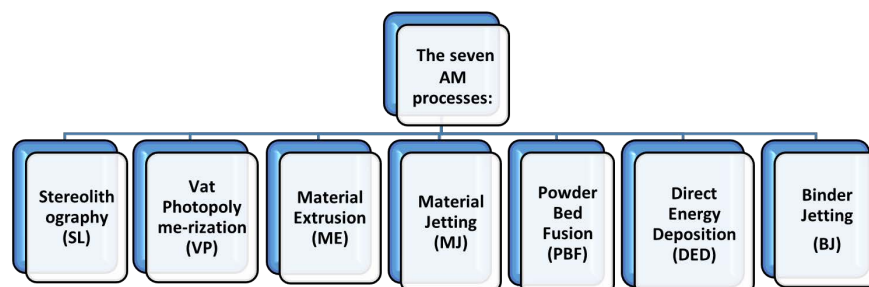 The seven
AM
processes:
Stereolith
ography
(SL)
Vat
Photopoly
me-rization
(VP)
Material
Extrusion
(ME)
Material
Jetting
(MJ)
Powder
Bed
Fusion
(PBF)
Direct
Energy
Deposition
(DED)
Binder
Jetting
(BJ)